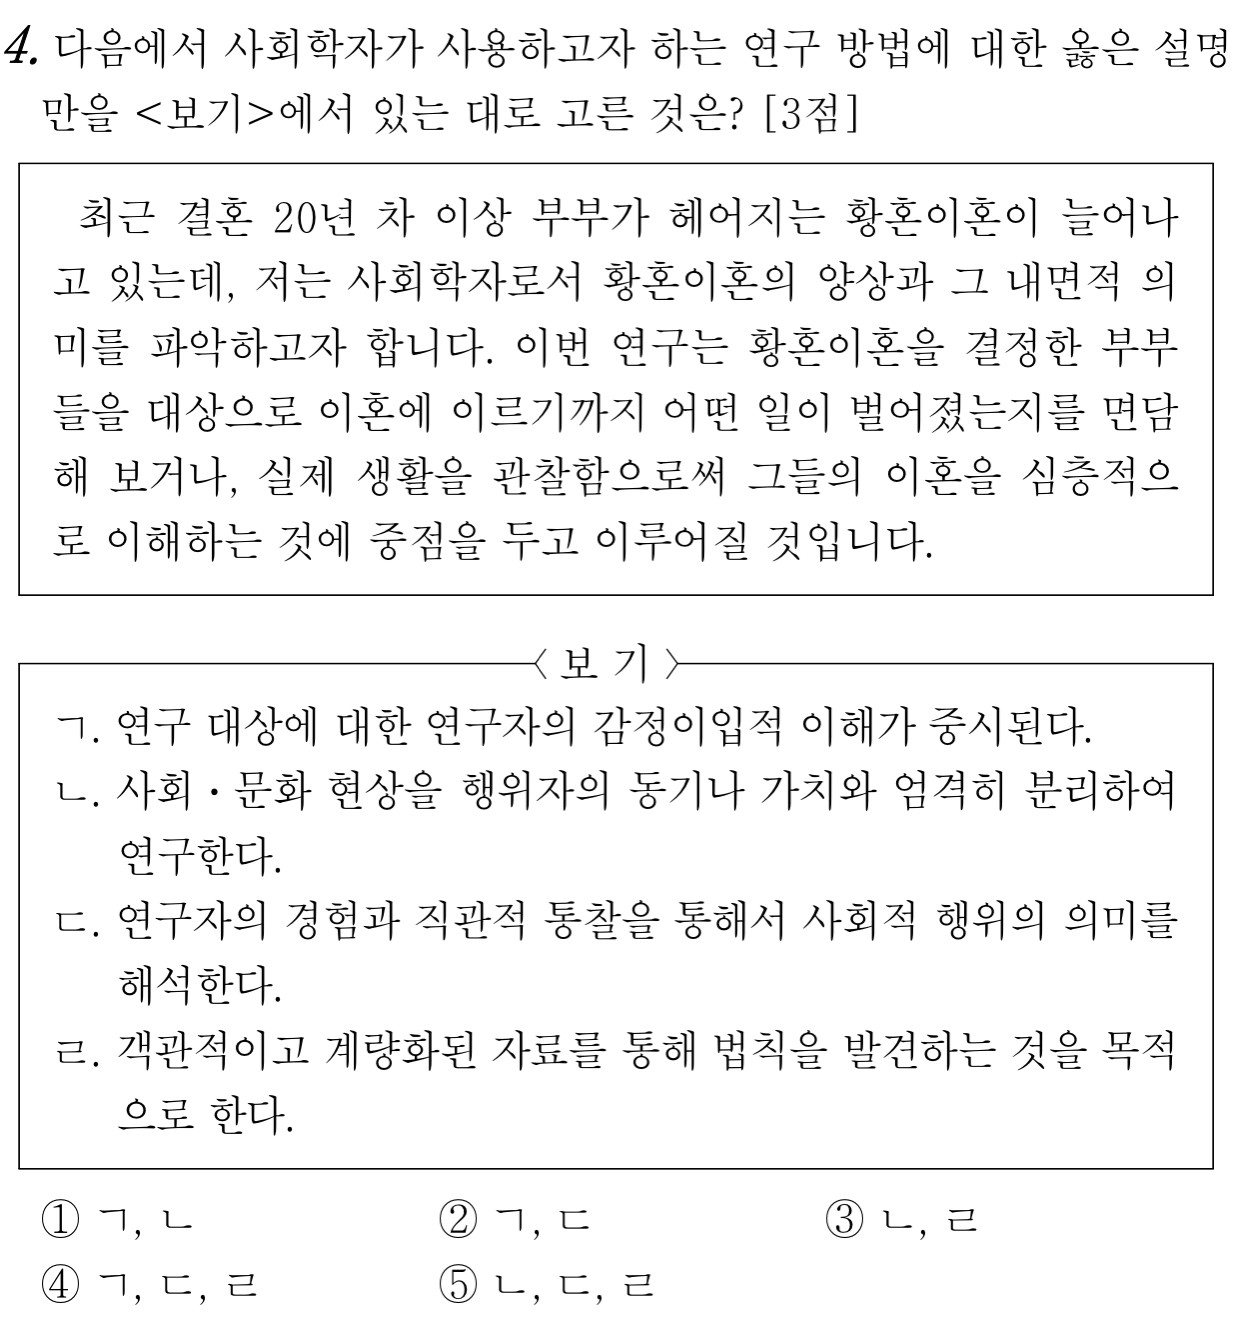 4. 다음에서 사회학자가 사용하고자 하는 연구 방법에 대한 옳은 설명
만을 <보기>에서 있는 대로 고른 것은? [3점]
최근 결혼 20년 차 이상 부부가 헤어지는 황혼이혼이 늘어나
고 있는데, 저는 사회학자로서 황혼이혼의 양상과 그 내면적 의
미를 파악하고자 합니다. 이번 연구는 황혼이혼을 결정한 부부
들을 대상으로 이혼에 이르기까지 어떤 일이 벌어졌는지를 면담
해 보거나, 실제 생활을 관찰함으로써 그들의 이혼을 심층적으
로 이해하는 것에 중점을 두고 이루어질 것입니다.
〈 보 기 〉
ㄱ. 연구 대상에 대한 연구자의 감정이입적 이해가 중시된다.
ㄴ. 사회・문화 현상을 행위자의 동기나 가치와 엄격히 분리하여
연구한다.
ㄷ. 연구자의 경험과 직관적 통찰을 통해서 사회적 행위의 의미를
해석한다.
ㄹ. 객관적이고 계량화된 자료를 통해 법칙을 발견하는 것을 목적
으로 한다.
① ㄱ, ㄴ ② ㄱ, ㄷ ③ ㄴ, ㄹ
④ ㄱ, ㄷ, ㄹ ⑤ ㄴ, ㄷ, ㄹ